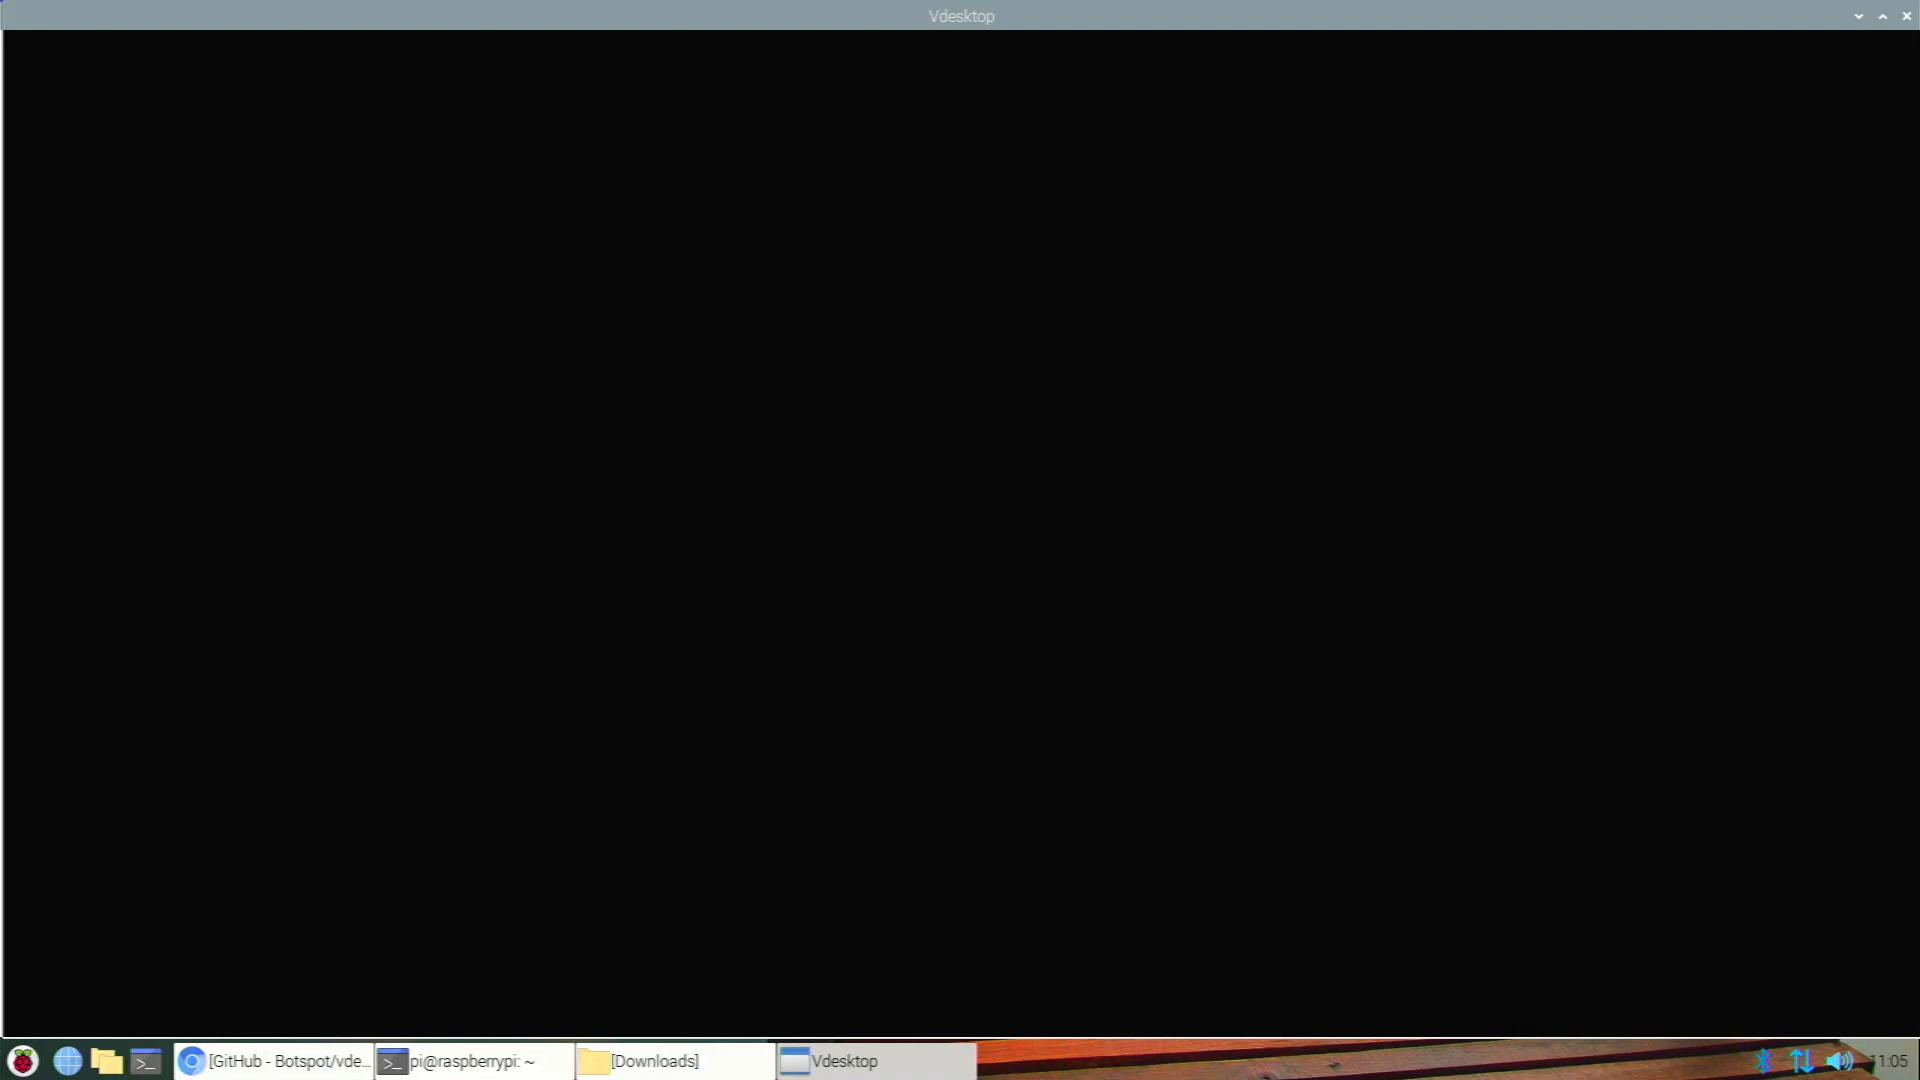 Vdesktop
[GitHub - Botspot/vde...
pi@raspberrypi: ~
[Downloads]
Vdesktop
11:05